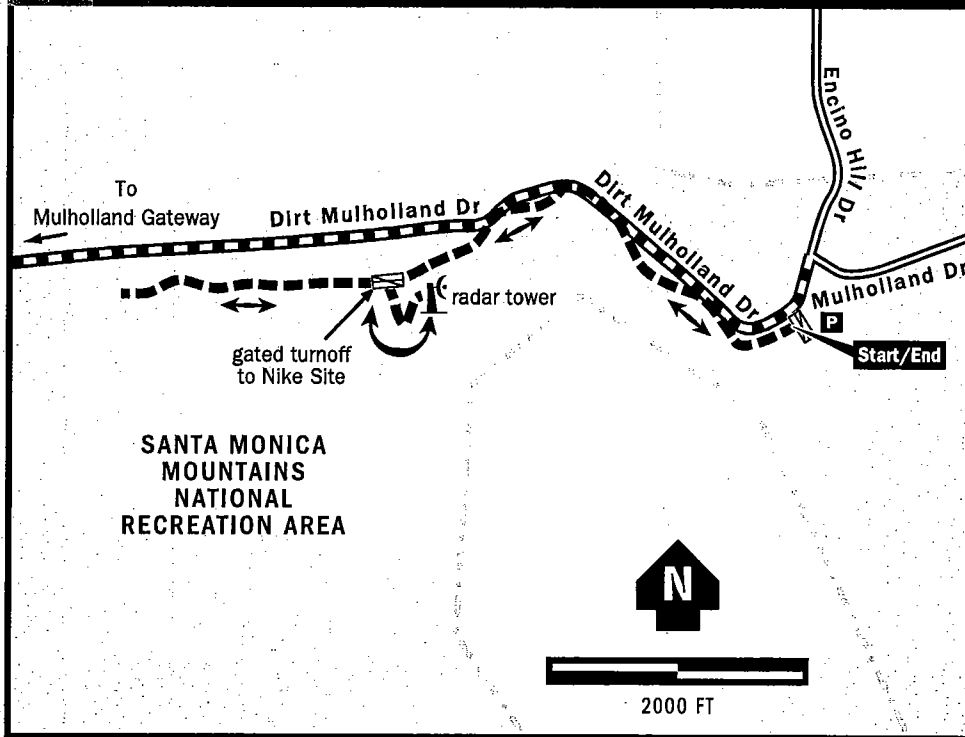 Encino Hill Dr
To
Mulholland Gateway
Dirt Mulholland Dr
Dirt Mulholland Dr
Mulholland Dr
radar tower
P
gated turnoff
to Nike Site
Start/End
SANTA MONICA
MOUNTAINS
NATIONAL
RECREATION AREA
N
2000 FT